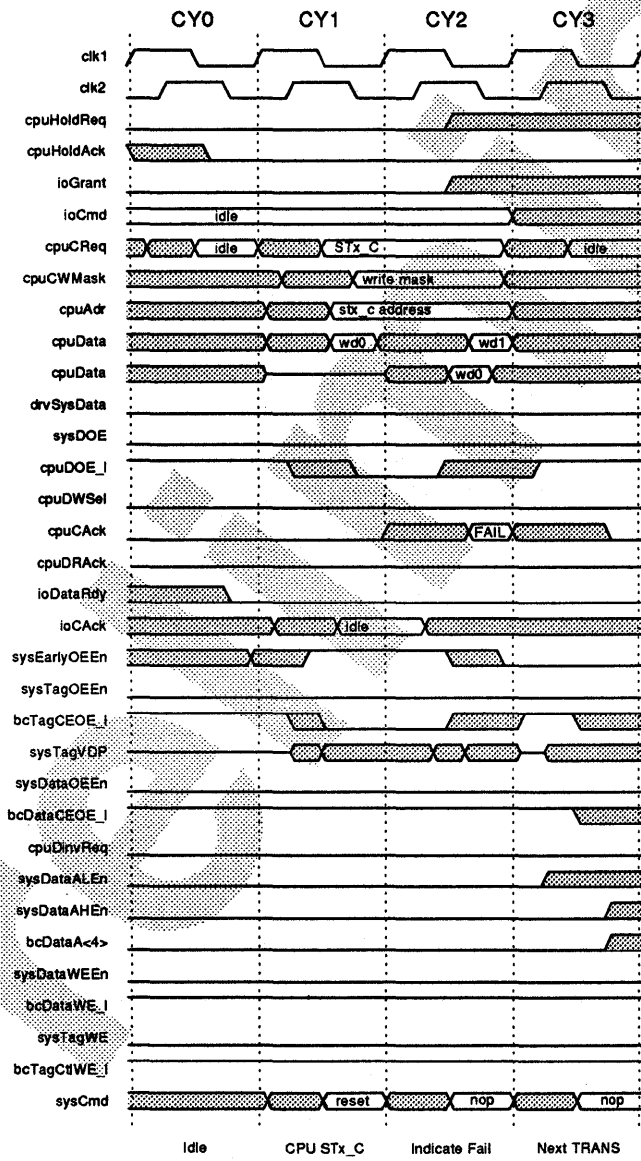 CY0 CY1 CY2 CY3
clk1
clk2
cpuHoldReq
cpuHoldAck
ioGrant
ioCmd idle
cpuCReq idle STx_C idle
cpuCWMask write mask
cpuAdr stx_c address
cpuData wd0 wd1
cpuData wd0
drvSysData
sysDOE
cpuDOE_l
cpuDWSel
cpuCAck FAIL
cpuDRAck
ioDataRdy
ioCAck idle
sysEarlyOEEn
sysTagOEEn
bcTagCEOE_l
sysTagVDP
sysDataOEEn
bcDataCEOE_l
cpuDinvReq
sysDataALEn
sysDataAHEn
bcDataA<4>
sysDataWEEn
bcDataWE_l
sysTagWE
bcTagCtlWE_l
sysCmd reset nop nop
Idle CPU STx_C Indicate Fail Next TRANS